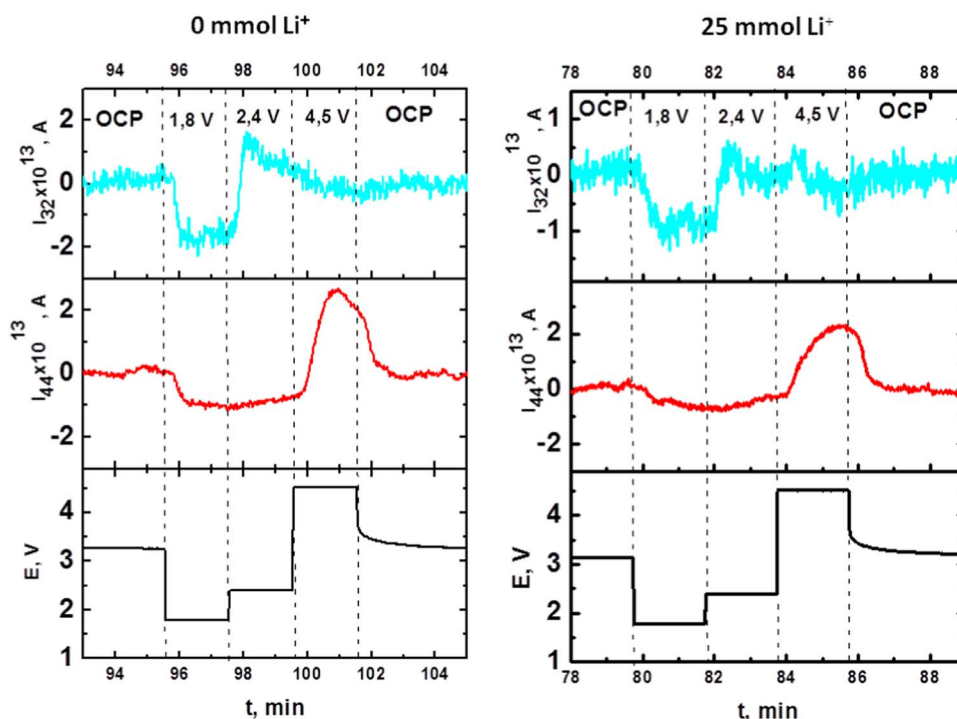 0 mmol Li⁺
25 mmol Li⁺
94 96 98 100 102 104
78 80 82 84 86 88
OCP 1,8 V 2,4 V 4,5 V OCP
OCP 1,8 V 2,4 V 4,5 V OCP
I₃₂x10¹³, A
2
0
-2
I₃₂x10¹³, A
1
0
-1
I₄₄x10¹³, A
2
0
-2
I₄₄x10¹³, A
2
0
-2
E, V
4
3
2
1
E, V
4
3
2
1
94 96 98 100 102 104
78 80 82 84 86 88
t, min
t, min